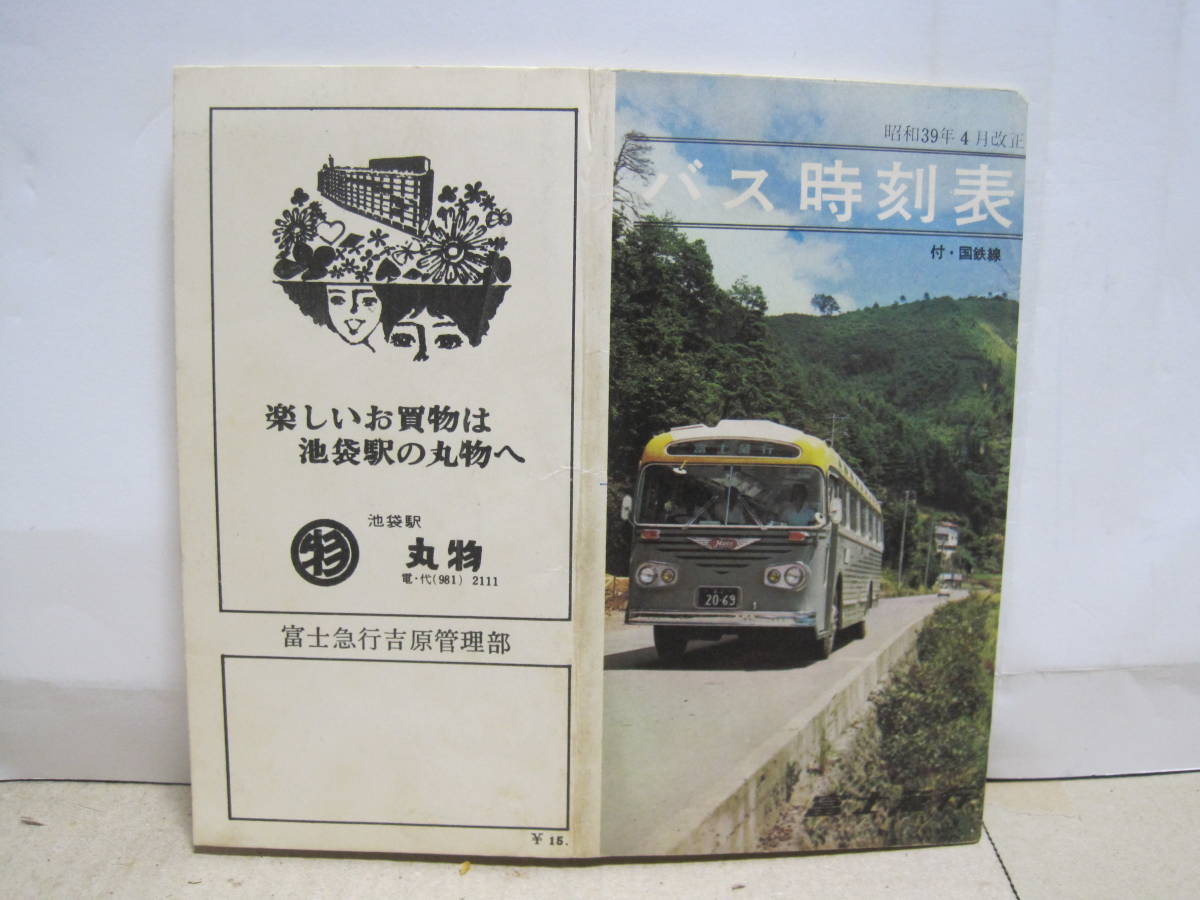 昭和39年4月改正
バス時刻表
付・国鉄線
富士急行
20-69
楽しいお買物は
池袋駅の丸物へ
物
池袋駅
丸物
電・代(981) 2111
富士急行吉原管理部
￥15.